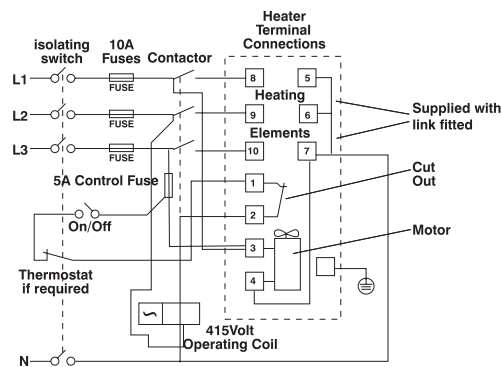 Heater
Terminal
Connections
isolating
switch
10A
Fuses
Contactor
L1
FUSE
8
5
Heating
L2
FUSE
9
6
Supplied with
link fitted
Elements
L3
FUSE
10
7
5A Control Fuse
1
Cut
Out
2
On/Off
Motor
3
Thermostat
if required
4
~
415Volt
Operating Coil
N